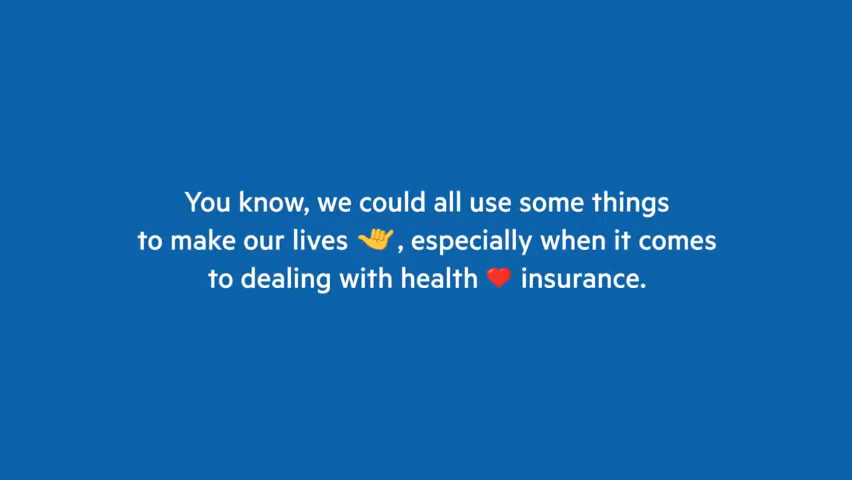 You know, we could all use some things
to make our lives 🤙, especially when it comes
to dealing with health ❤️ insurance.